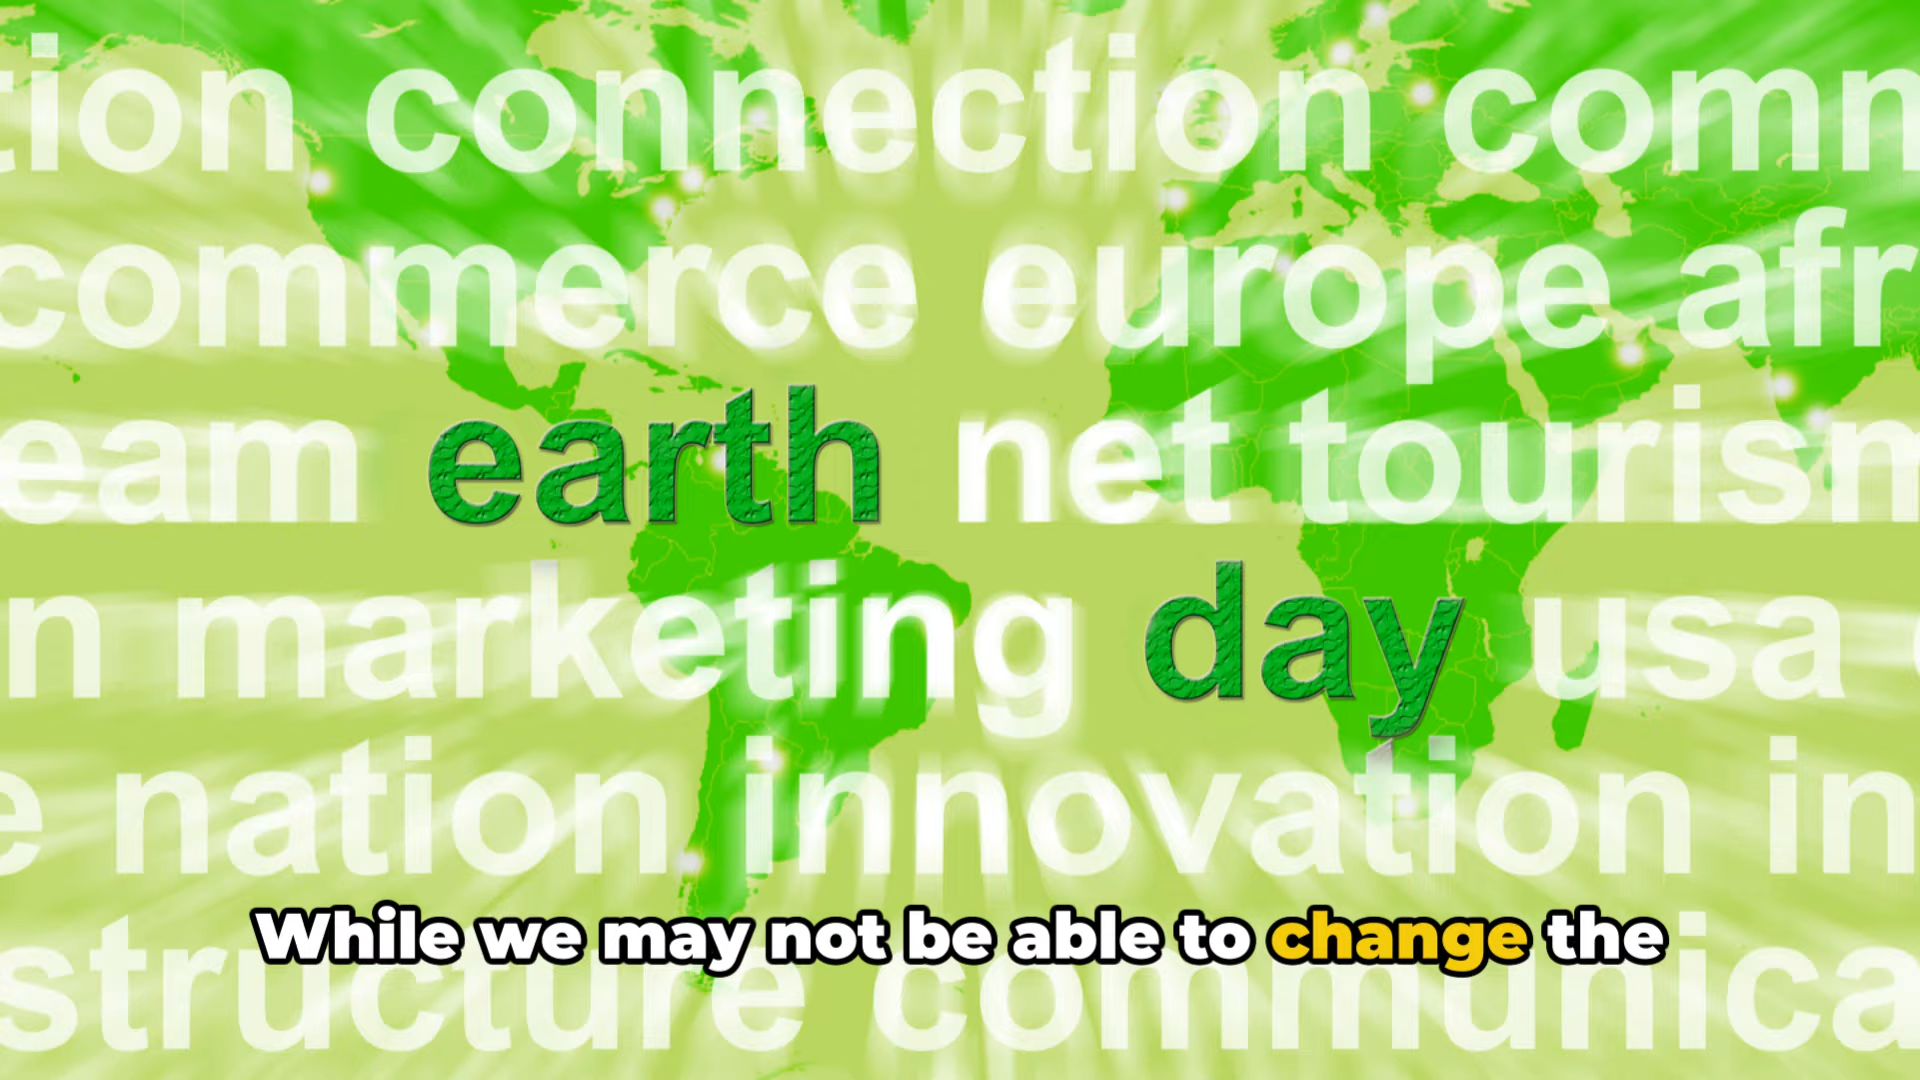 tion connection comm
commerce europe afr
eam earth net tourism
n marketing day usa
e nation innovation in
structure communica
While we may not be able to change the